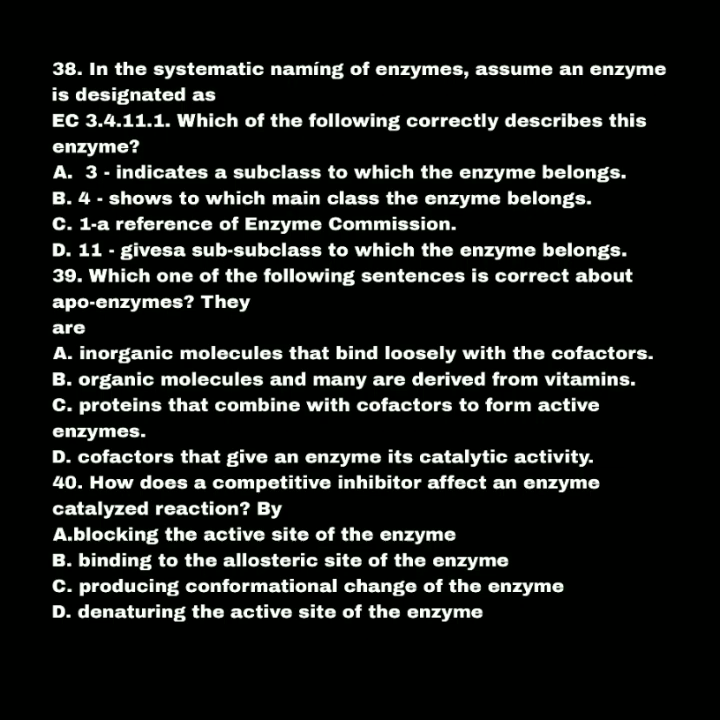 38. In the systematic namíng of enzymes, assume an enzyme
is designated as
EC 3.4.11.1. Which of the following correctly describes this
enzyme?
A.  3 - indicates a subclass to which the enzyme belongs.
B. 4 - shows to which main class the enzyme belongs.
C. 1-a reference of Enzyme Commission.
D. 11 - givesa sub-subclass to which the enzyme belongs.
39. Which one of the following sentences is correct about
apo-enzymes? They
are
A. inorganic molecules that bind loosely with the cofactors.
B. organic molecules and many are derived from vitamins.
C. proteins that combine with cofactors to form active
enzymes.
D. cofactors that give an enzyme its catalytic activity.
40. How does a competitive inhibitor affect an enzyme
catalyzed reaction? By
A.blocking the active site of the enzyme
B. binding to the allosteric site of the enzyme
C. producing conformational change of the enzyme
D. denaturing the active site of the enzyme